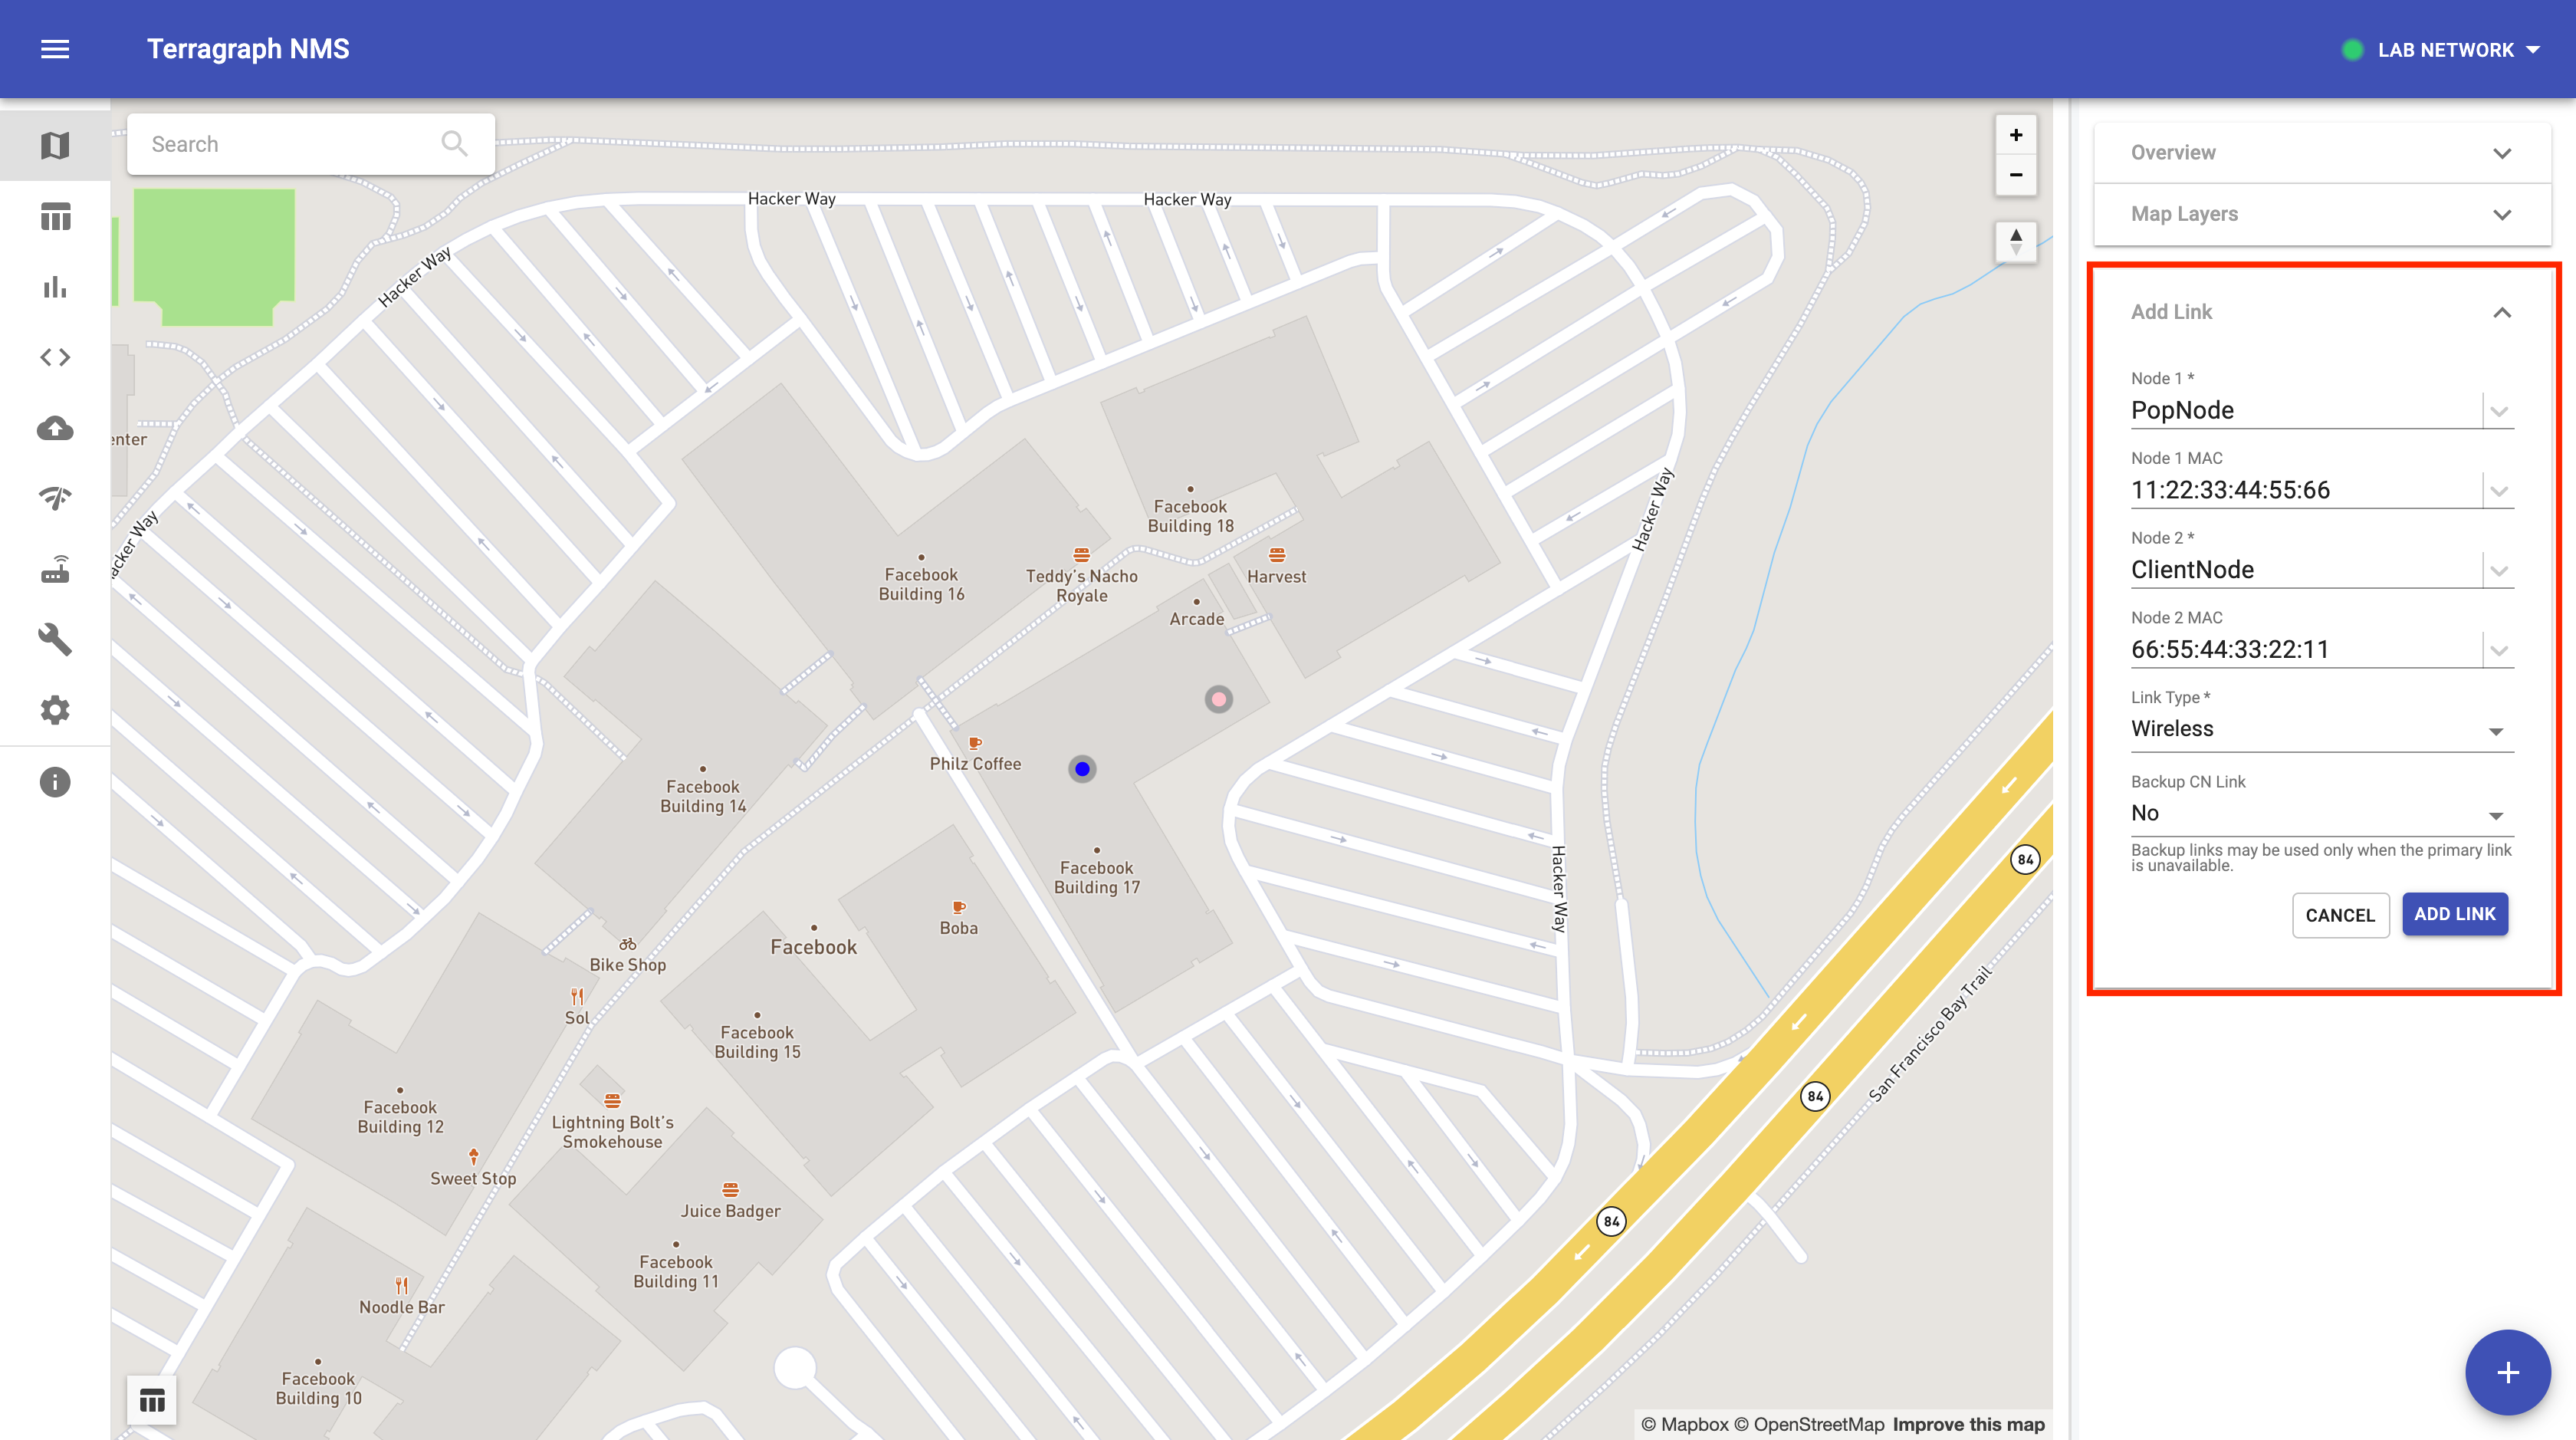 Terragraph NMS
LAB NETWORK
Search
Overview
Map Layers
Add Link
Node 1 *
PopNode
Node 1 MAC
11:22:33:44:55:66
Node 2 *
ClientNode
Node 2 MAC
66:55:44:33:22:11
Link Type *
Wireless
Backup CN Link
No
Backup links may be used only when the primary link
is unavailable.
CANCEL
ADD LINK
+
−
Hacker Way
Hacker Way
Hacker Way
enter
Hacker Way
Hacker Way
Facebook
Building 18
Teddy's Nacho
Royale
Harvest
Facebook
Building 16
Arcade
Philz Coffee
Facebook
Building 14
Facebook
Building 17
Hacker Way
84
Boba
Facebook
Bike Shop
Sol
Facebook
Building 15
San Francisco Bay Trail
84
Facebook
Building 12
Lightning Bolt's
Smokehouse
Sweet Stop
Juice Badger
84
Facebook
Building 11
Noodle Bar
Facebook
Building 10
© Mapbox © OpenStreetMap Improve this map